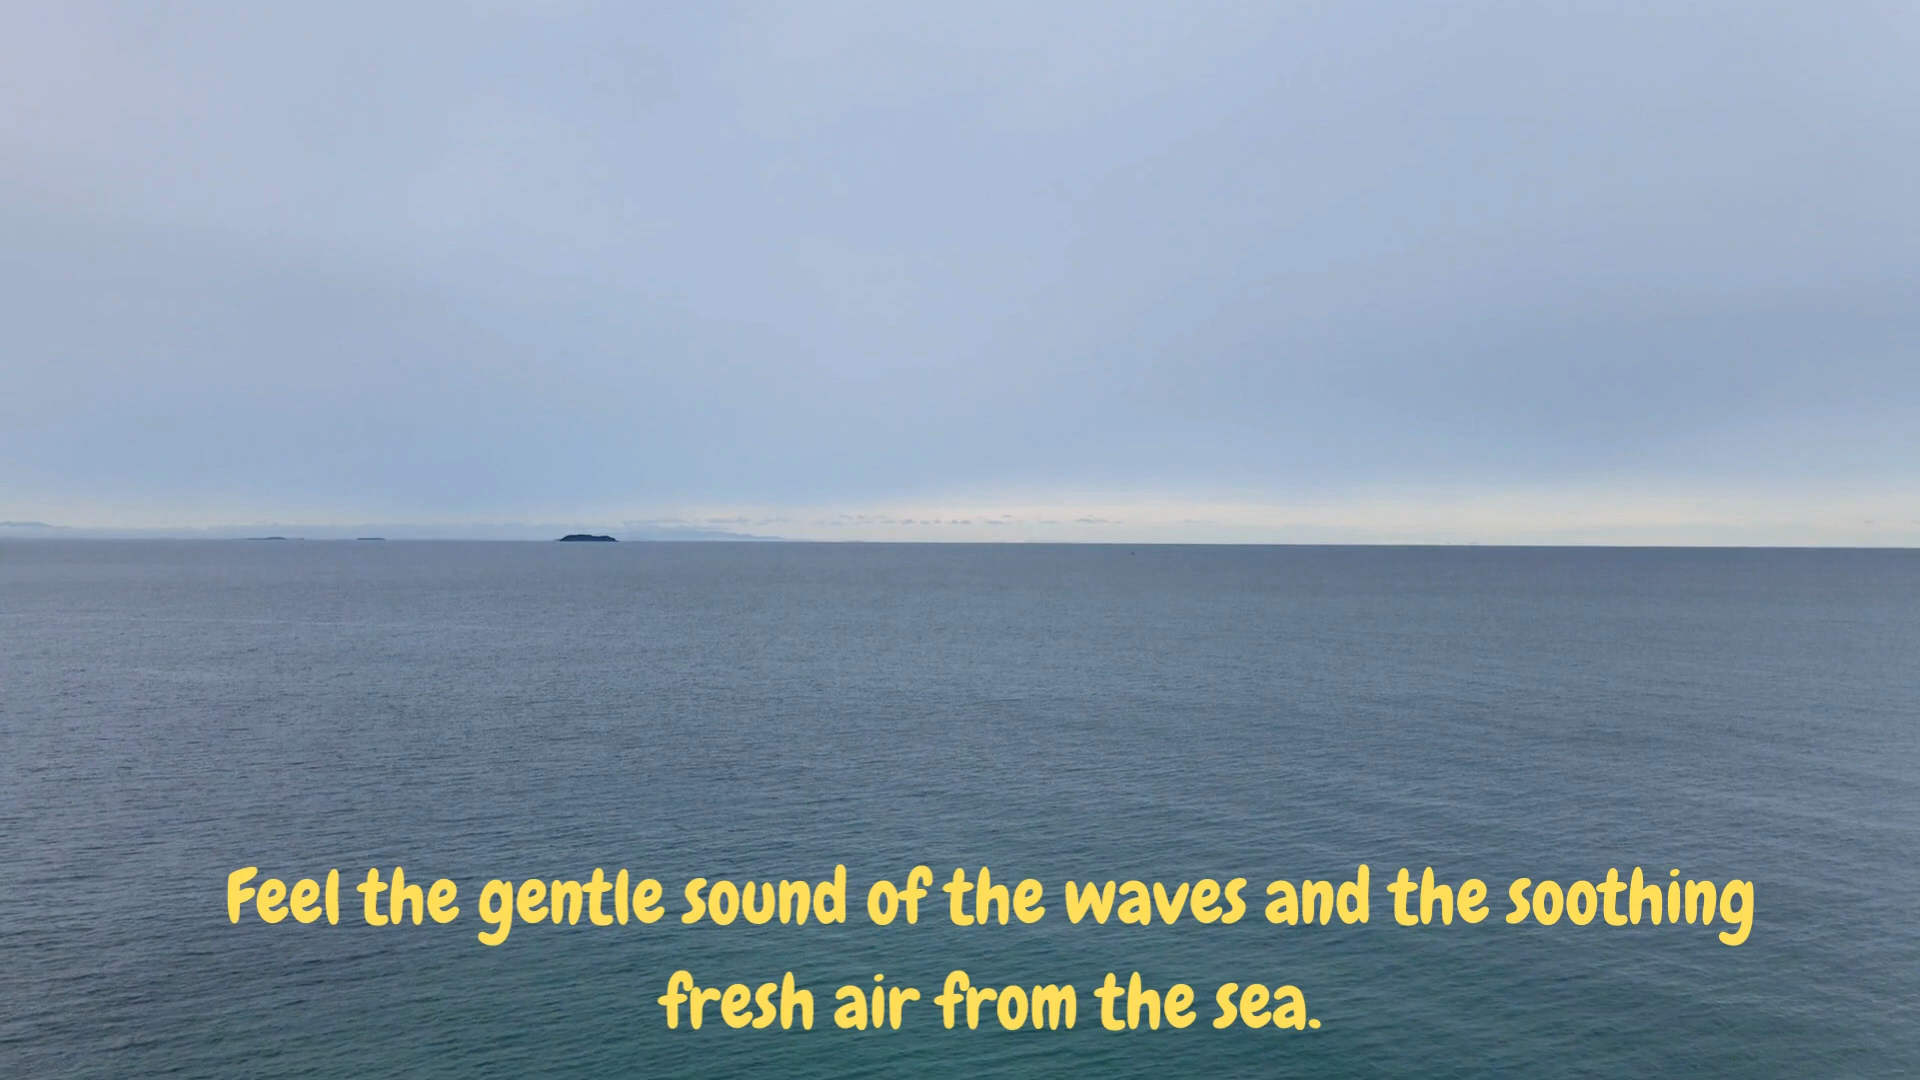 Feel the gentle sound of the waves and the soothing
fresh air from the sea.